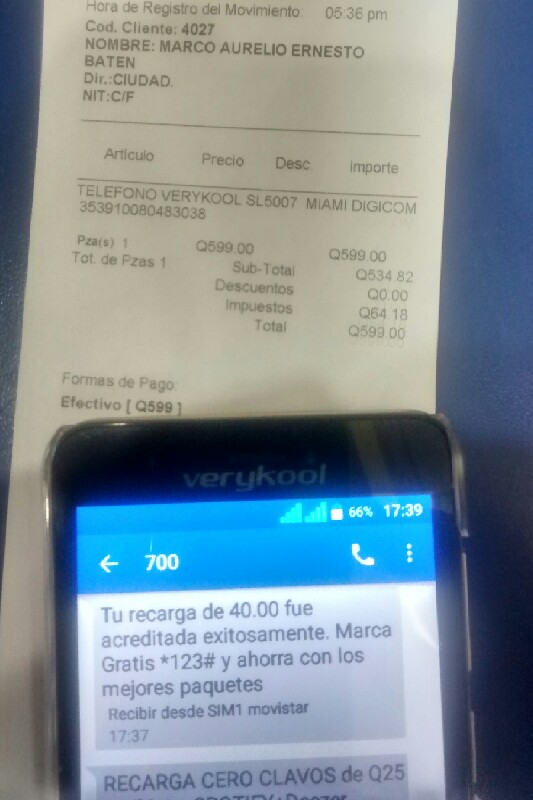 Hora de Registro del Movimiento: 05:36 pm
Cod. Cliente: 4027
NOMBRE: MARCO AURELIO ERNESTO
BATEN
Dir.:CIUDAD.
NIT:C/F
Articulo Precio Desc. importe
TELEFONO VERYKOOL SL5007 MIAMI DIGICOM
353910080483038
Pza(s) 1 Q599.00 Q599.00
Tot. de Pzas 1 Sub-Total Q534.82
Descuentos Q0.00
Impuestos Q64.18
Total Q599.00
Formas de Pago:
Efectivo [ Q599 ]
verykool
66% 17:39
700
Tu recarga de 40.00 fue
acreditada exitosamente. Marca
Gratis *123# y ahorra con los
mejores paquetes
Recibir desde SIM1 movistar
17:37
RECARGA CERO CLAVOS de Q25